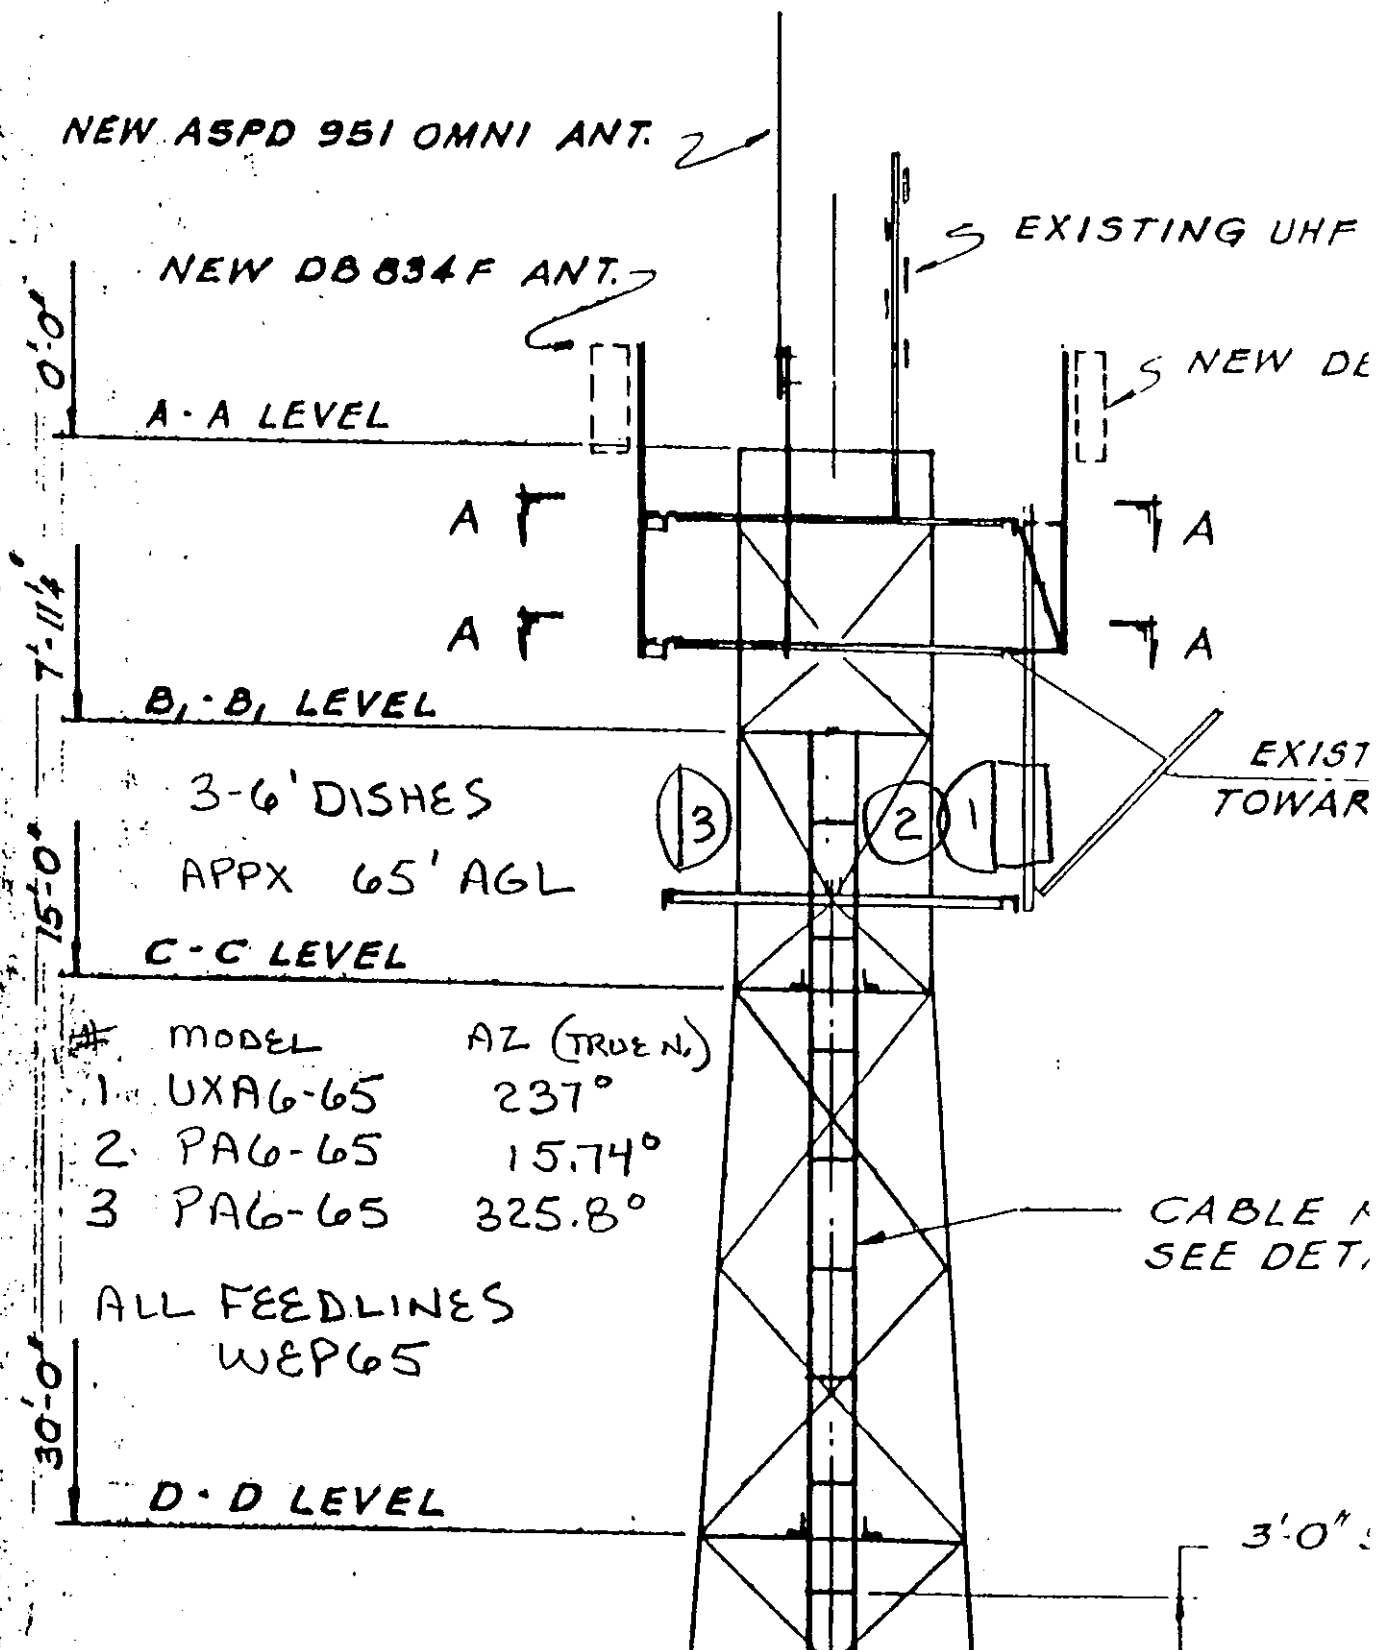 NEW ASPD 951 OMNI ANT.
EXISTING UHF
NEW DB 834 F ANT.
0'-0"
NEW DE
A-A LEVEL
A
A
7'-11¼"
A
A
B₁-B₁ LEVEL
EXIST
TOWAR
3-6' DISHES
3
2
1
APPX 65' AGL
15'-0"
C-C LEVEL
# MODEL AZ (TRUE N.)
1. UXA6-65 237°
2. PA6-65 15.74°
3 PA6-65 325.8°
CABLE
SEE DET
ALL FEEDLINES
WEP65
30'-0"
D-D LEVEL
3'-0"